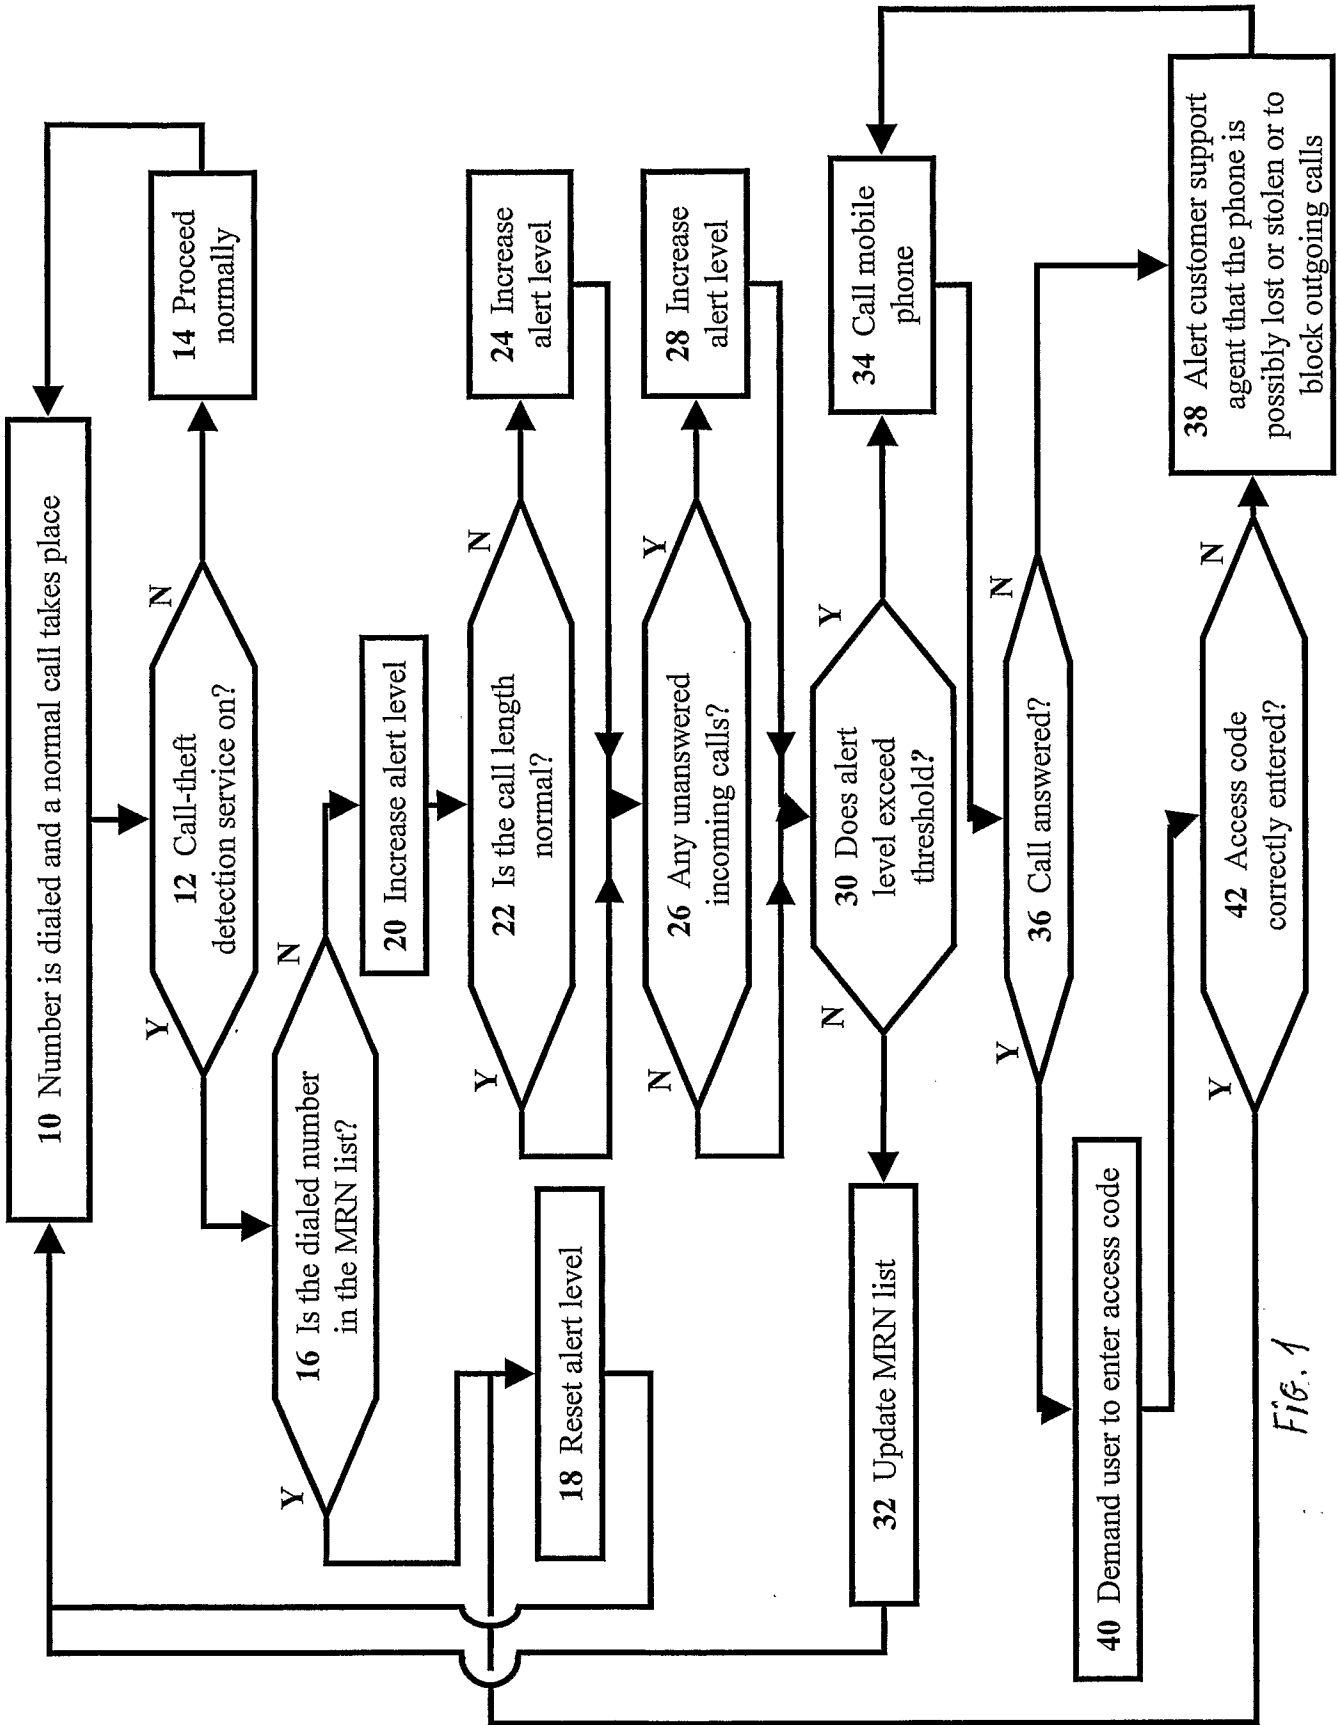 10 Number is dialed and a normal call takes place
12 Call-theft
detection service on?
Y
N
14 Proceed
normally
16 Is the dialed number
in the MRN list?
Y
N
18 Reset alert level
20 Increase alert level
22 Is the call length
normal?
Y
N
24 Increase
alert level
26 Any unanswered
incoming calls?
N
Y
28 Increase
alert level
30 Does alert
level exceed
threshold?
N
Y
32 Update MRN list
34 Call mobile
phone
36 Call answered?
Y
N
38 Alert customer support
agent that the phone is
possibly lost or stolen or to
block outgoing calls
40 Demand user to enter access code
42 Access code
correctly entered?
Y
N
FIG. 1